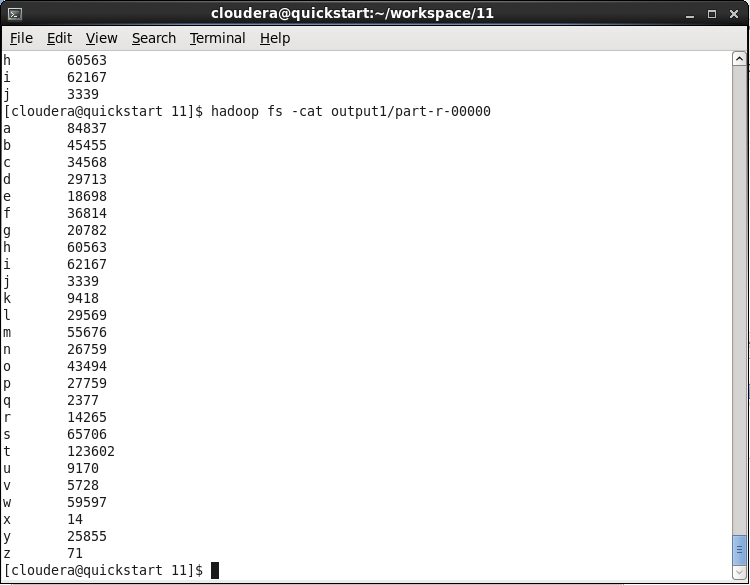 cloudera@quickstart:~/workspace/11
File Edit View Search Terminal Help
h 60563
i 62167
j 3339
[cloudera@quickstart 11]$ hadoop fs -cat output1/part-r-00000
a 84837
b 45455
c 34568
d 29713
e 18698
f 36814
g 20782
h 60563
i 62167
j 3339
k 9418
l 29569
m 55676
n 26759
o 43494
p 27759
q 2377
r 14265
s 65706
t 123602
u 9170
v 5728
w 59597
x 14
y 25855
z 71
[cloudera@quickstart 11]$